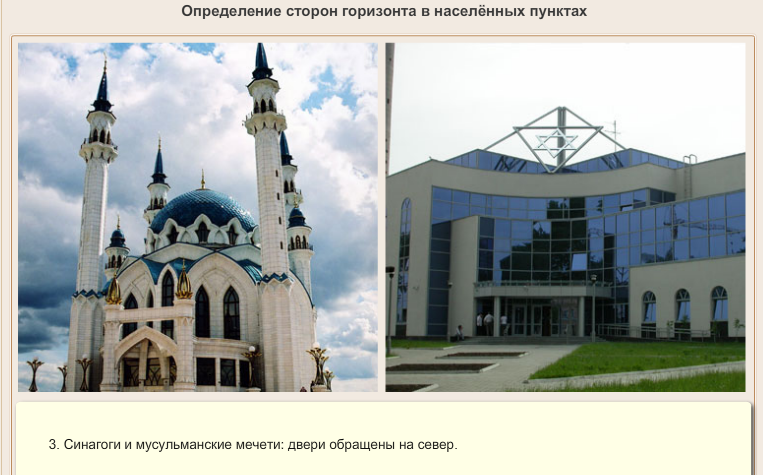 Определение сторон горизонта в населённых пунктах
3. Синагоги и мусульманские мечети: двери обращены на север.